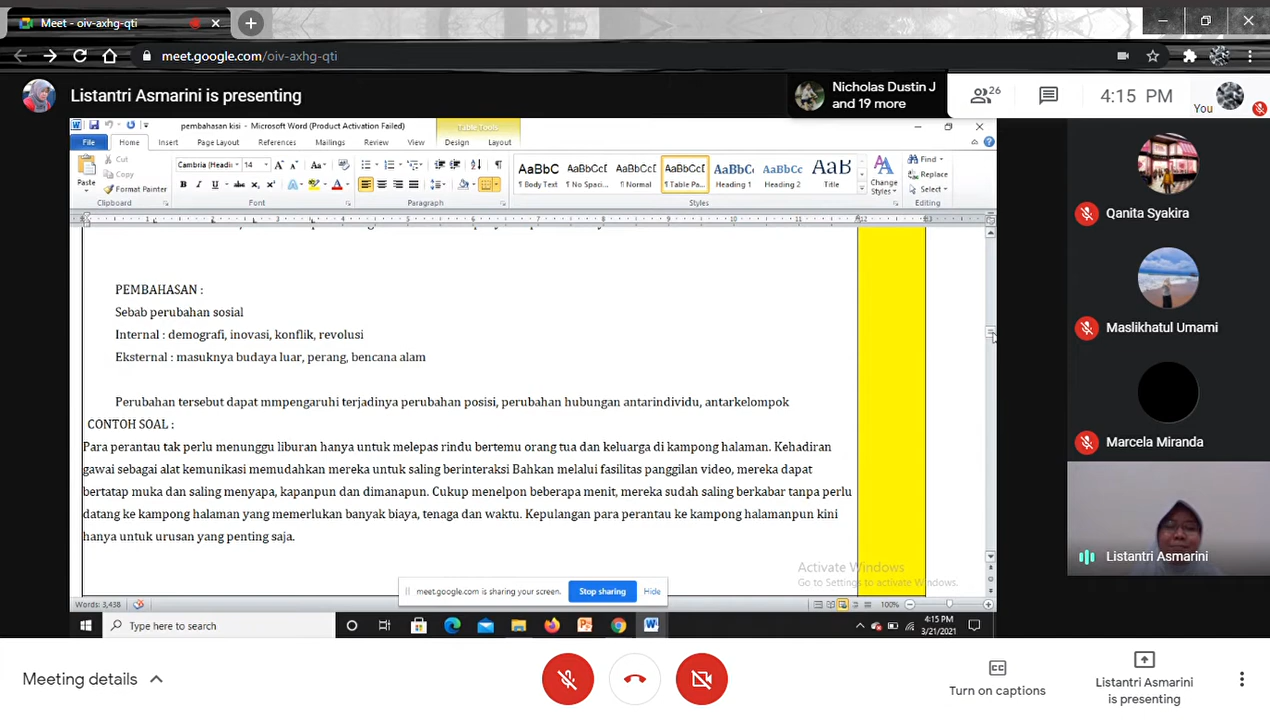 Meet - oiv-axhg-qti
meet.google.com/oiv-axhg-qti
Listantri Asmarini is presenting
Nicholas Dustin J
and 19 more
26
4:15 PM
You
pembahasan kisi - Microsoft Word (Product Activation Failed)
Table Tools
File Home Insert Page Layout References Mailings Review View Design Layout
Paste
Cut
Copy
Format Painter
Clipboard
Cambria (Headi 14
Font
Paragraph
AaBbC AaBbCcI AaBbCcI AaBbCcI AaBbC AaBbCc AaB
¶ Body Text ¶ No Spaci... ¶ Normal ¶ Table Pa... Heading 1 Heading 2 Title
Change
Styles
Styles
Find
Replace
Select
Editing
PEMBAHASAN :
Sebab perubahan sosial
Internal : demografi, inovasi, konflik, revolusi
Eksternal : masuknya budaya luar, perang, bencana alam
Perubahan tersebut dapat mmpengaruhi terjadinya perubahan posisi, perubahan hubungan antarindividu, antarkelompok
CONTOH SOAL :
Para perantau tak perlu menunggu liburan hanya untuk melepas rindu bertemu orang tua dan keluarga di kampong halaman. Kehadiran
gawai sebagai alat kemunikasi memudahkan mereka untuk saling berinteraksi Bahkan melalui fasilitas panggilan video, mereka dapat
bertatap muka dan saling menyapa, kapanpun dan dimanapun. Cukup menelpon beberapa menit, mereka sudah saling berkabar tanpa perlu
datang ke kampong halaman yang memerlukan banyak biaya, tenaga dan waktu. Kepulangan para perantau ke kampong halamanpun kini
hanya untuk urusan yang penting saja.
Activate Windows
Go to Settings to activate Windows.
meet.google.com is sharing your screen. Stop sharing Hide
Words: 3,438
100%
Type here to search
4:15 PM
3/21/2021
Qanita Syakira
Maslikhatul Umami
Marcela Miranda
Listantri Asmarini
Meeting details
Turn on captions
Listantri Asmarini
is presenting